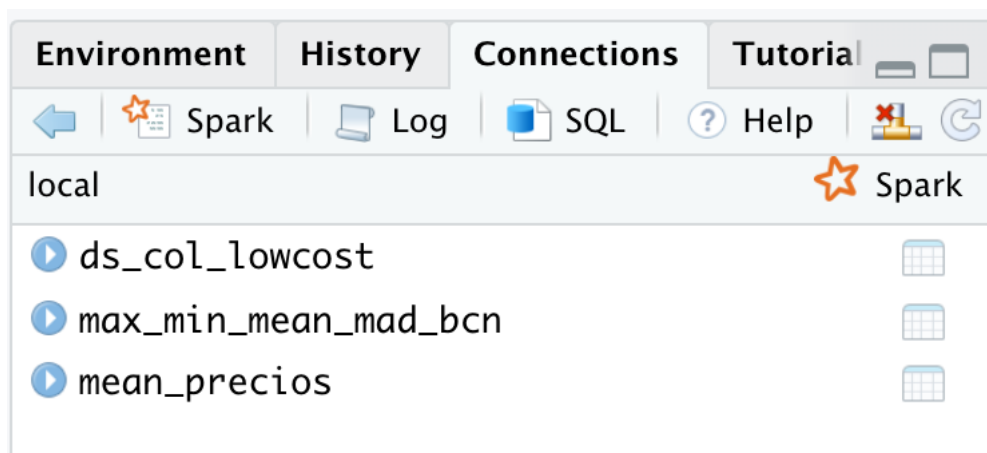 Environment History Connections Tutorial
Spark Log SQL ? Help
local Spark
ds_col_lowcost
max_min_mean_mad_bcn
mean_precios